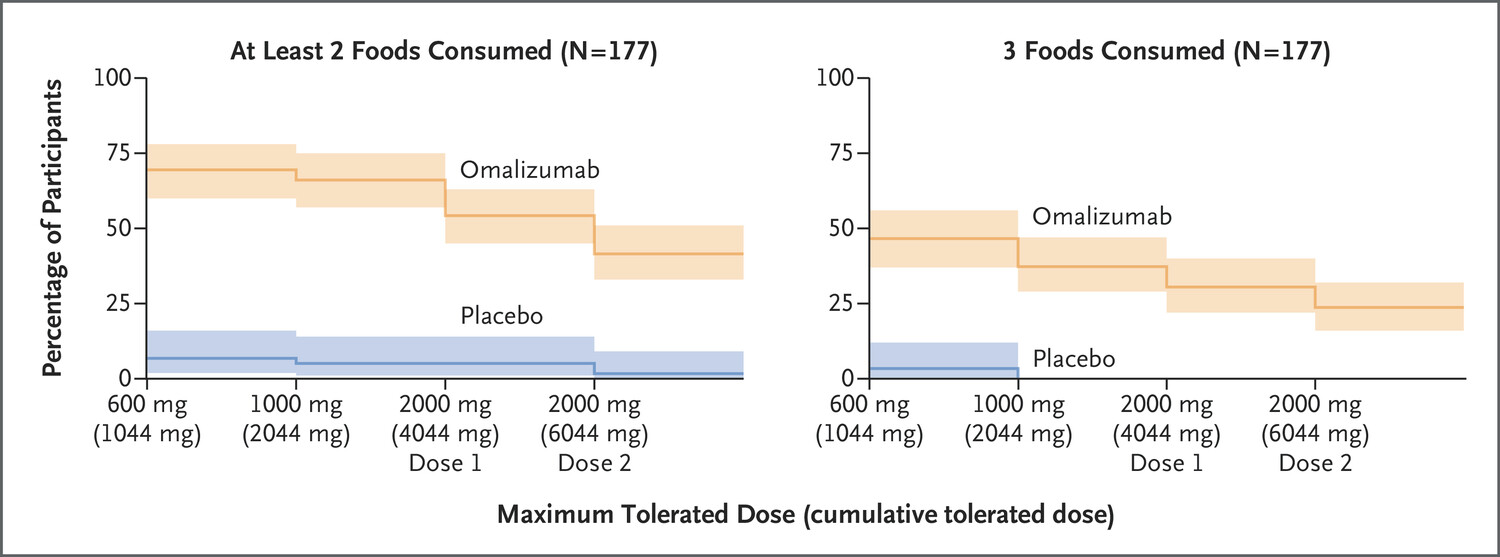 At Least 2 Foods Consumed (N=177)
Percentage of Participants
100
75
50
25
0
Omalizumab
Placebo
600 mg
(1044 mg)
1000 mg
(2044 mg)
2000 mg
(4044 mg)
Dose 1
2000 mg
(6044 mg)
Dose 2
3 Foods Consumed (N=177)
100
75
50
25
0
Omalizumab
Placebo
600 mg
(1044 mg)
1000 mg
(2044 mg)
2000 mg
(4044 mg)
Dose 1
2000 mg
(6044 mg)
Dose 2
Maximum Tolerated Dose (cumulative tolerated dose)